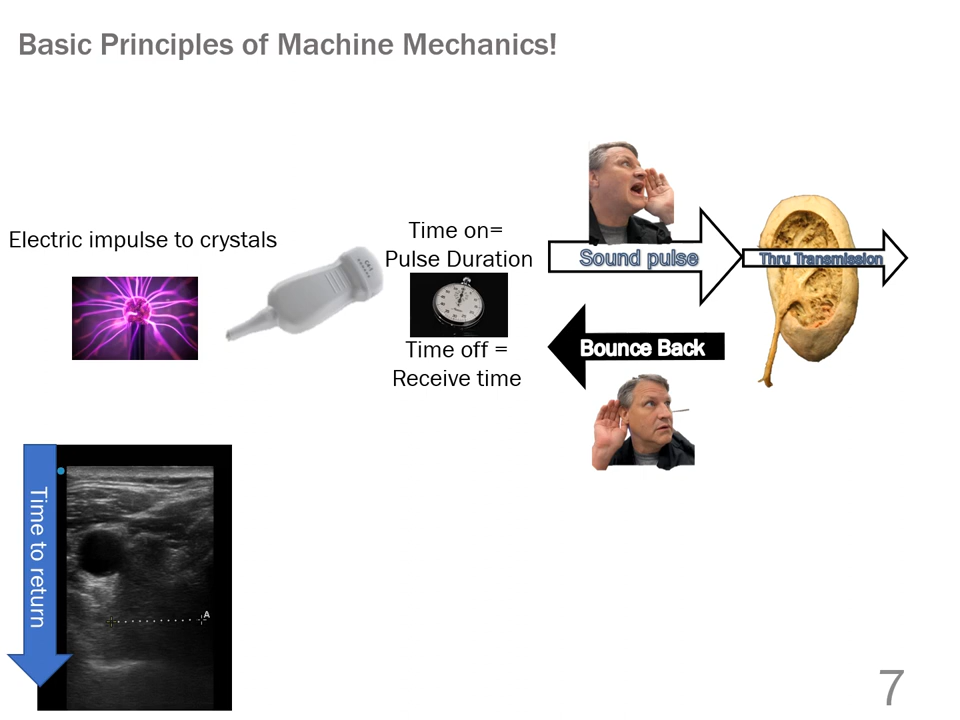 Basic Principles of Machine Mechanics!
Electric impulse to crystals
Time on=
Pulse Duration
Time off =
Receive time
Sound pulse
Thru Transmission
Bounce Back
Time to return
A
7